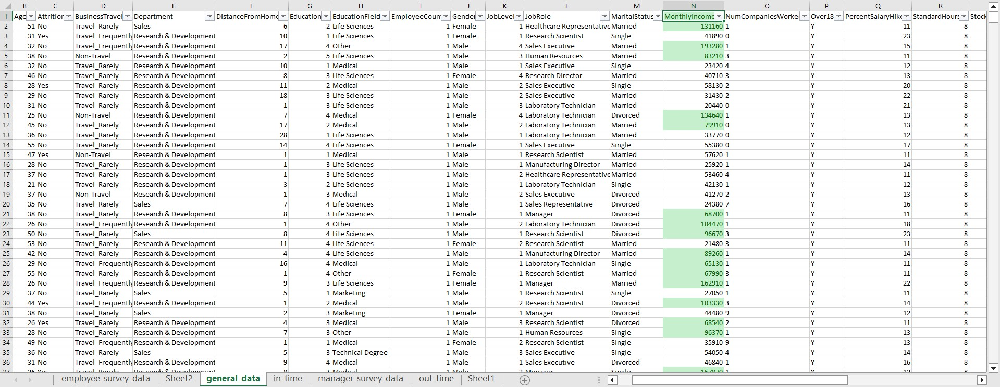 B C D E F G H I J K L M N O P Q R
1 Age Attrition BusinessTravel Department DistanceFromHome Education EducationField EmployeeCoun Gender JobLevel JobRole MaritalStatus MonthlyIncome NumCompaniesWorke Over18 PercentSalaryHike StandardHours Stock
2 51 No Travel_Rarely Sales 6 2 Life Sciences 1 Female 1 Healthcare Representative Married 131160 1 Y 11 8
3 31 Yes Travel_Frequently Research & Development 10 1 Life Sciences 1 Female 1 Research Scientist Single 41890 0 Y 23 8
4 32 No Travel_Frequently Research & Development 17 4 Other 1 Male 4 Sales Executive Married 193280 1 Y 15 8
5 38 No Non-Travel Research & Development 2 5 Life Sciences 1 Male 3 Human Resources Married 83210 3 Y 11 8
6 32 No Travel_Rarely Research & Development 10 1 Medical 1 Male 1 Sales Executive Single 23420 4 Y 12 8
7 46 No Travel_Rarely Research & Development 8 3 Life Sciences 1 Female 4 Research Director Married 40710 3 Y 13 8
8 28 Yes Travel_Rarely Research & Development 11 2 Medical 1 Male 2 Sales Executive Single 58130 2 Y 20 8
9 29 No Travel_Rarely Research & Development 18 3 Life Sciences 1 Male 2 Sales Executive Married 31430 2 Y 22 8
10 31 No Travel_Rarely Research & Development 1 3 Life Sciences 1 Male 3 Laboratory Technician Married 20440 0 Y 21 8
11 25 No Non-Travel Research & Development 7 4 Medical 1 Female 4 Laboratory Technician Divorced 134640 1 Y 13 8
12 45 No Travel_Rarely Research & Development 17 2 Medical 1 Male 2 Laboratory Technician Married 79910 0 Y 13 8
13 36 No Travel_Rarely Research & Development 28 1 Life Sciences 1 Male 1 Laboratory Technician Married 33770 0 Y 12 8
14 55 No Travel_Rarely Research & Development 14 4 Life Sciences 1 Female 1 Sales Executive Single 55380 0 Y 17 8
15 47 Yes Non-Travel Research & Development 1 1 Medical 1 Male 1 Research Scientist Married 57620 1 Y 11 8
16 28 No Travel_Rarely Research & Development 1 3 Life Sciences 1 Male 1 Manufacturing Director Married 25920 1 Y 14 8
17 37 No Travel_Rarely Research & Development 1 3 Life Sciences 1 Male 2 Healthcare Representative Married 53460 4 Y 11 8
18 21 No Travel_Rarely Research & Development 3 2 Life Sciences 1 Male 1 Laboratory Technician Single 42130 1 Y 12 8
19 37 No Non-Travel Research & Development 1 3 Medical 1 Male 2 Sales Executive Divorced 41270 2 Y 13 8
20 35 No Travel_Rarely Sales 7 4 Life Sciences 1 Male 1 Sales Representative Divorced 24380 7 Y 16 8
21 38 No Travel_Rarely Research & Development 8 3 Life Sciences 1 Female 1 Manager Divorced 68700 1 Y 11 8
22 26 No Travel_Frequently Research & Development 1 4 Other 1 Male 2 Laboratory Technician Divorced 104470 1 Y 18 8
23 50 No Travel_Rarely Sales 8 4 Life Sciences 1 Male 1 Research Scientist Divorced 96670 3 Y 23 8
24 53 No Travel_Rarely Research & Development 11 4 Life Sciences 1 Female 2 Research Scientist Married 21480 3 Y 11 8
25 42 No Travel_Rarely Research & Development 4 4 Life Sciences 1 Male 1 Manufacturing Director Married 89260 1 Y 14 8
26 29 No Travel_Frequently Research & Development 16 4 Medical 1 Male 1 Laboratory Technician Single 65130 1 Y 11 8
27 55 No Travel_Rarely Research & Development 1 4 Other 1 Female 1 Research Scientist Married 67990 3 Y 11 8
28 26 No Travel_Frequently Research & Development 9 3 Life Sciences 1 Female 1 Manager Married 162910 1 Y 22 8
29 37 No Travel_Rarely Sales 5 1 Marketing 1 Male 1 Research Scientist Single 27050 1 Y 11 8
30 44 Yes Travel_Frequently Research & Development 1 2 Medical 1 Male 2 Research Scientist Divorced 103330 3 Y 14 8
31 38 No Travel_Rarely Sales 2 3 Marketing 1 Female 1 Manager Divorced 44480 9 Y 12 8
32 26 Yes Travel_Rarely Research & Development 4 3 Medical 1 Male 3 Research Scientist Divorced 68540 2 Y 11 8
33 28 No Travel_Rarely Research & Development 7 3 Other 1 Male 1 Human Resources Single 96370 1 Y 13 8
34 49 No Travel_Frequently Research & Development 1 1 Medical 1 Female 2 Research Scientist Single 35910 9 Y 13 8
35 36 No Travel_Rarely Sales 5 3 Technical Degree 1 Male 3 Sales Executive Single 54050 4 Y 14 8
36 31 No Travel_Frequently Research & Development 9 4 Medical 1 Male 1 Sales Executive Divorced 46840 1 Y 16 8
37 26 Yes Travel_Rarely Research & Development 8 3 Medical 1 Male 2 Manager Single 157870 1 Y 12 8
employee_survey_data Sheet2 general_data in_time manager_survey_data out_time Sheet1